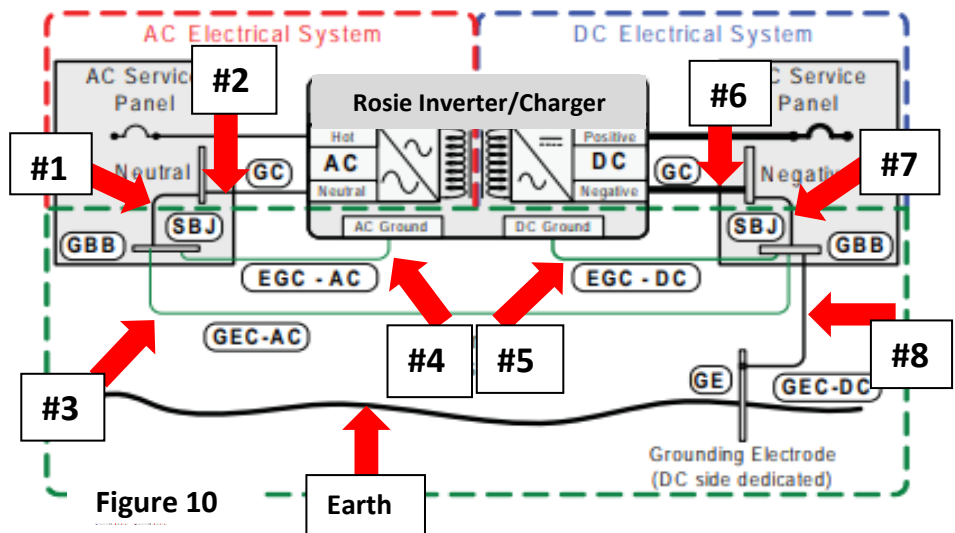 AC Electrical System
DC Electrical System
AC Servic
Panel
#2
Rosie Inverter/Charger
#6
C Service
Panel
#1
Neutral
GC
Hot
AC
Neutral
Positive
DC
Negative
GC
Negati
#7
SBJ
GBB
AC Ground
DC Ground
SBJ
GBB
EGC - AC
EGC - DC
GEC-AC
#4
#5
#8
#3
GE
GEC-DC
Grounding Electrode
(DC side dedicated)
Figure 10
Earth